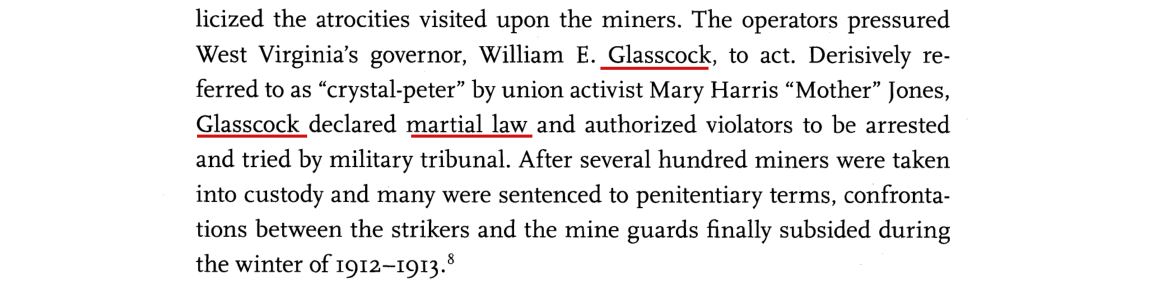 licized the atrocities visited upon the miners. The operators pressured
West Virginia’s governor, William E. Glasscock, to act. Derisively re-
ferred to as “crystal-peter” by union activist Mary Harris “Mother” Jones,
Glasscock declared martial law and authorized violators to be arrested
and tried by military tribunal. After several hundred miners were taken
into custody and many were sentenced to penitentiary terms, confronta-
tions between the strikers and the mine guards finally subsided during
the winter of 1912–1913.⁸